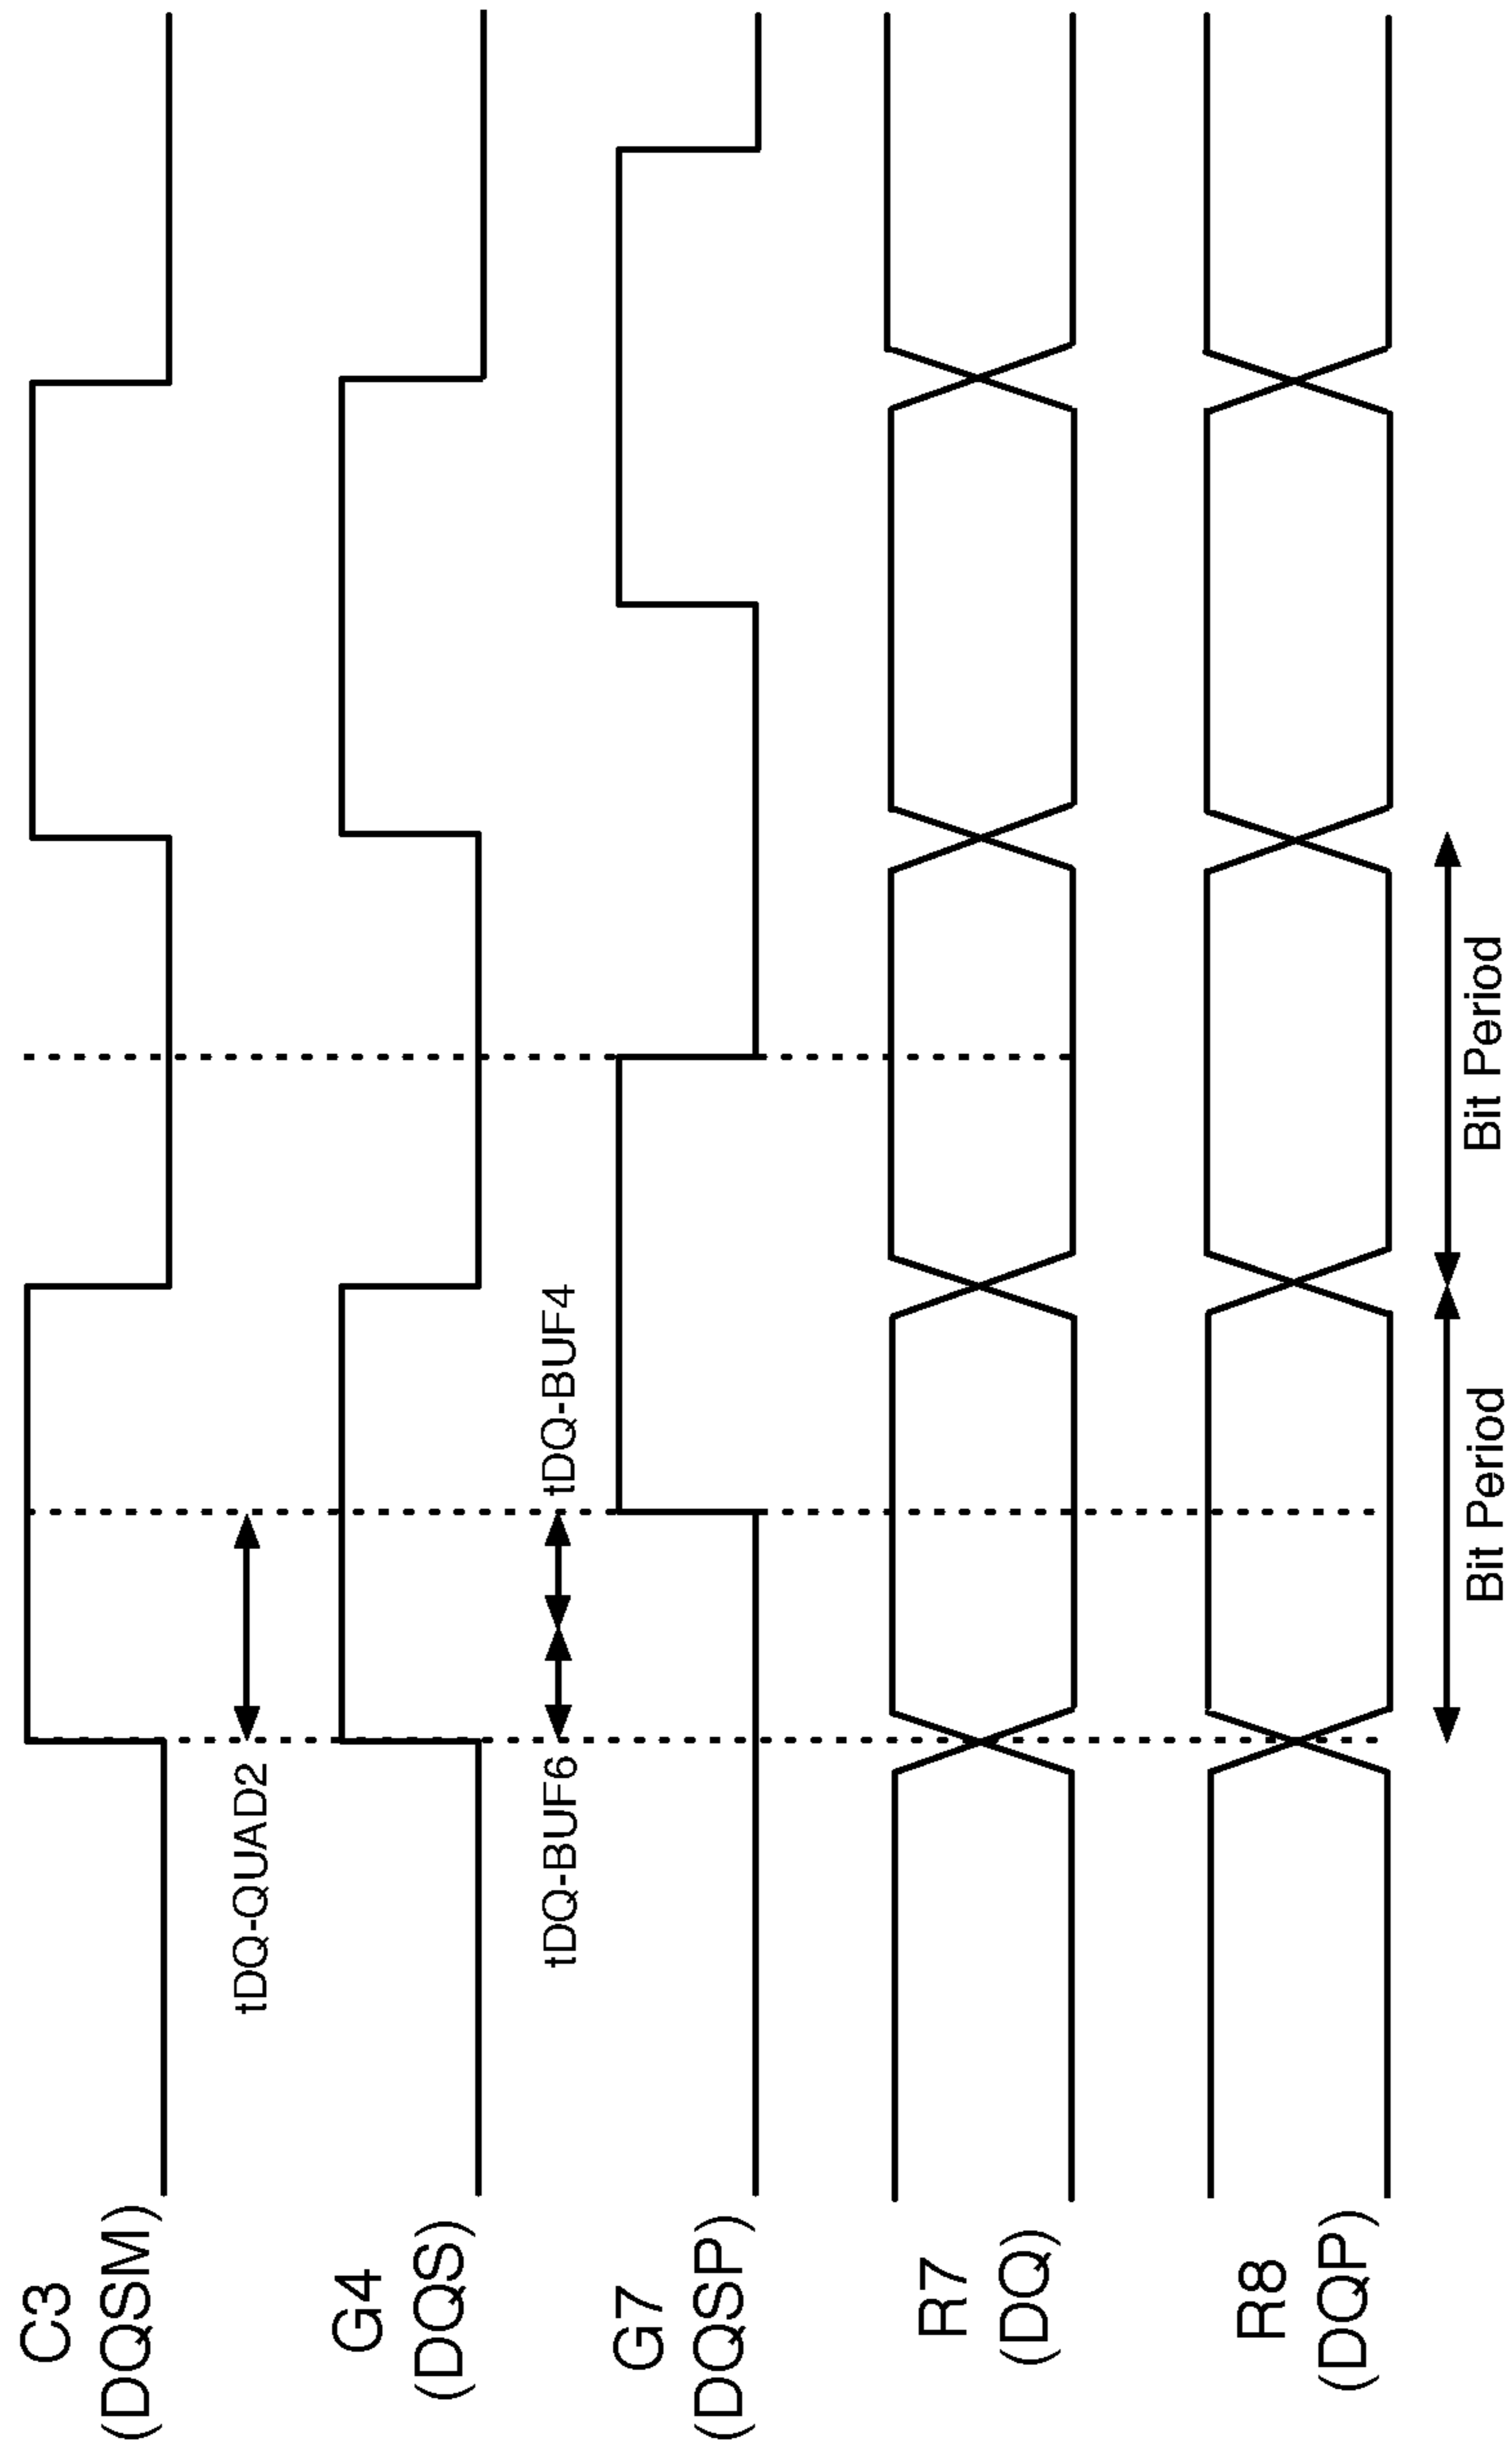 C3
(DQSM)
tDQ-QUAD2
G4
(DQS)
tDQ-BUF6
tDQ-BUF4
G7
(DQSP)
R7
(DQ)
R8
(DQP)
Bit Period
Bit Period